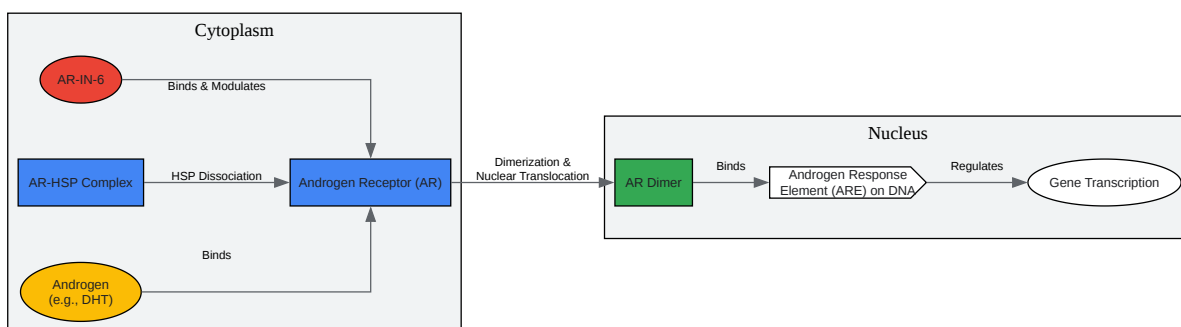 Cytoplasm
AR-IN-6
Binds & Modulates
AR-HSP Complex
HSP Dissociation
Androgen Receptor (AR)
Binds
Androgen
(e.g., DHT)
Dimerization &
Nuclear Translocation
Nucleus
AR Dimer
Binds
Androgen Response
Element (ARE) on DNA
Regulates
Gene Transcription